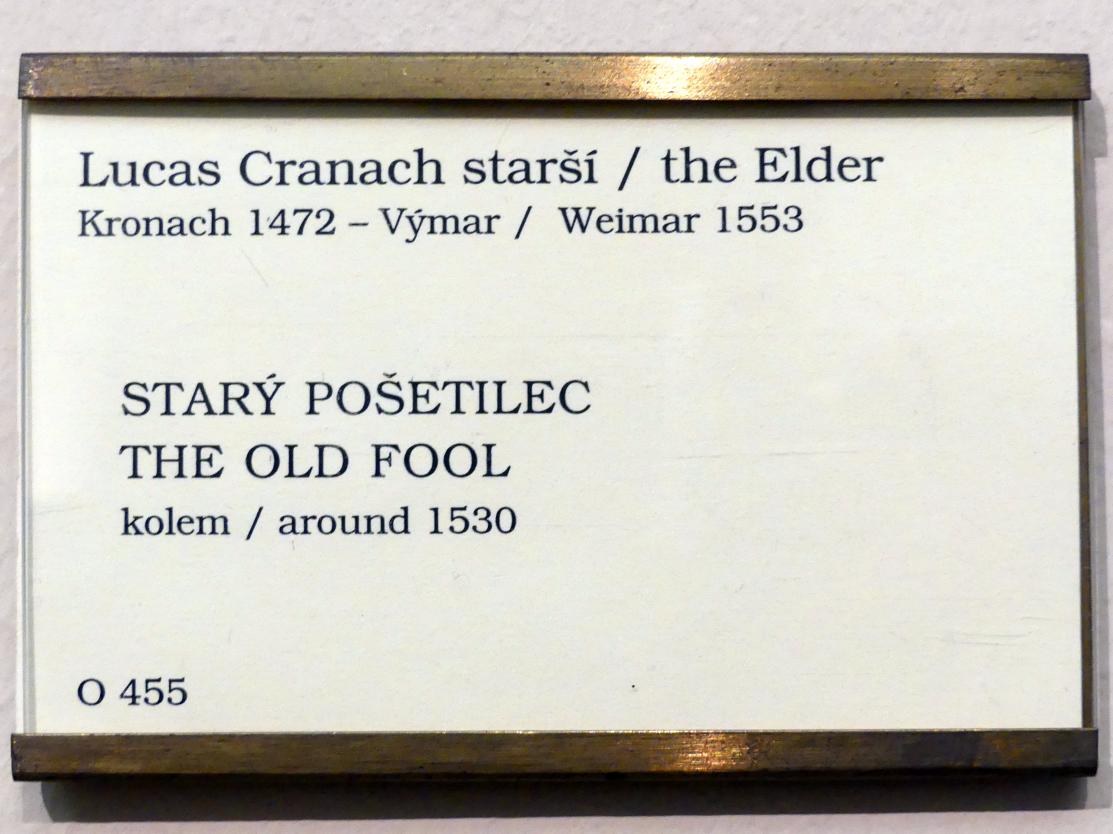 Lucas Cranach starší / the Elder
Kronach 1472 – Výmar / Weimar 1553
STARÝ POŠETILEC
THE OLD FOOL
kolem / around 1530
O 455